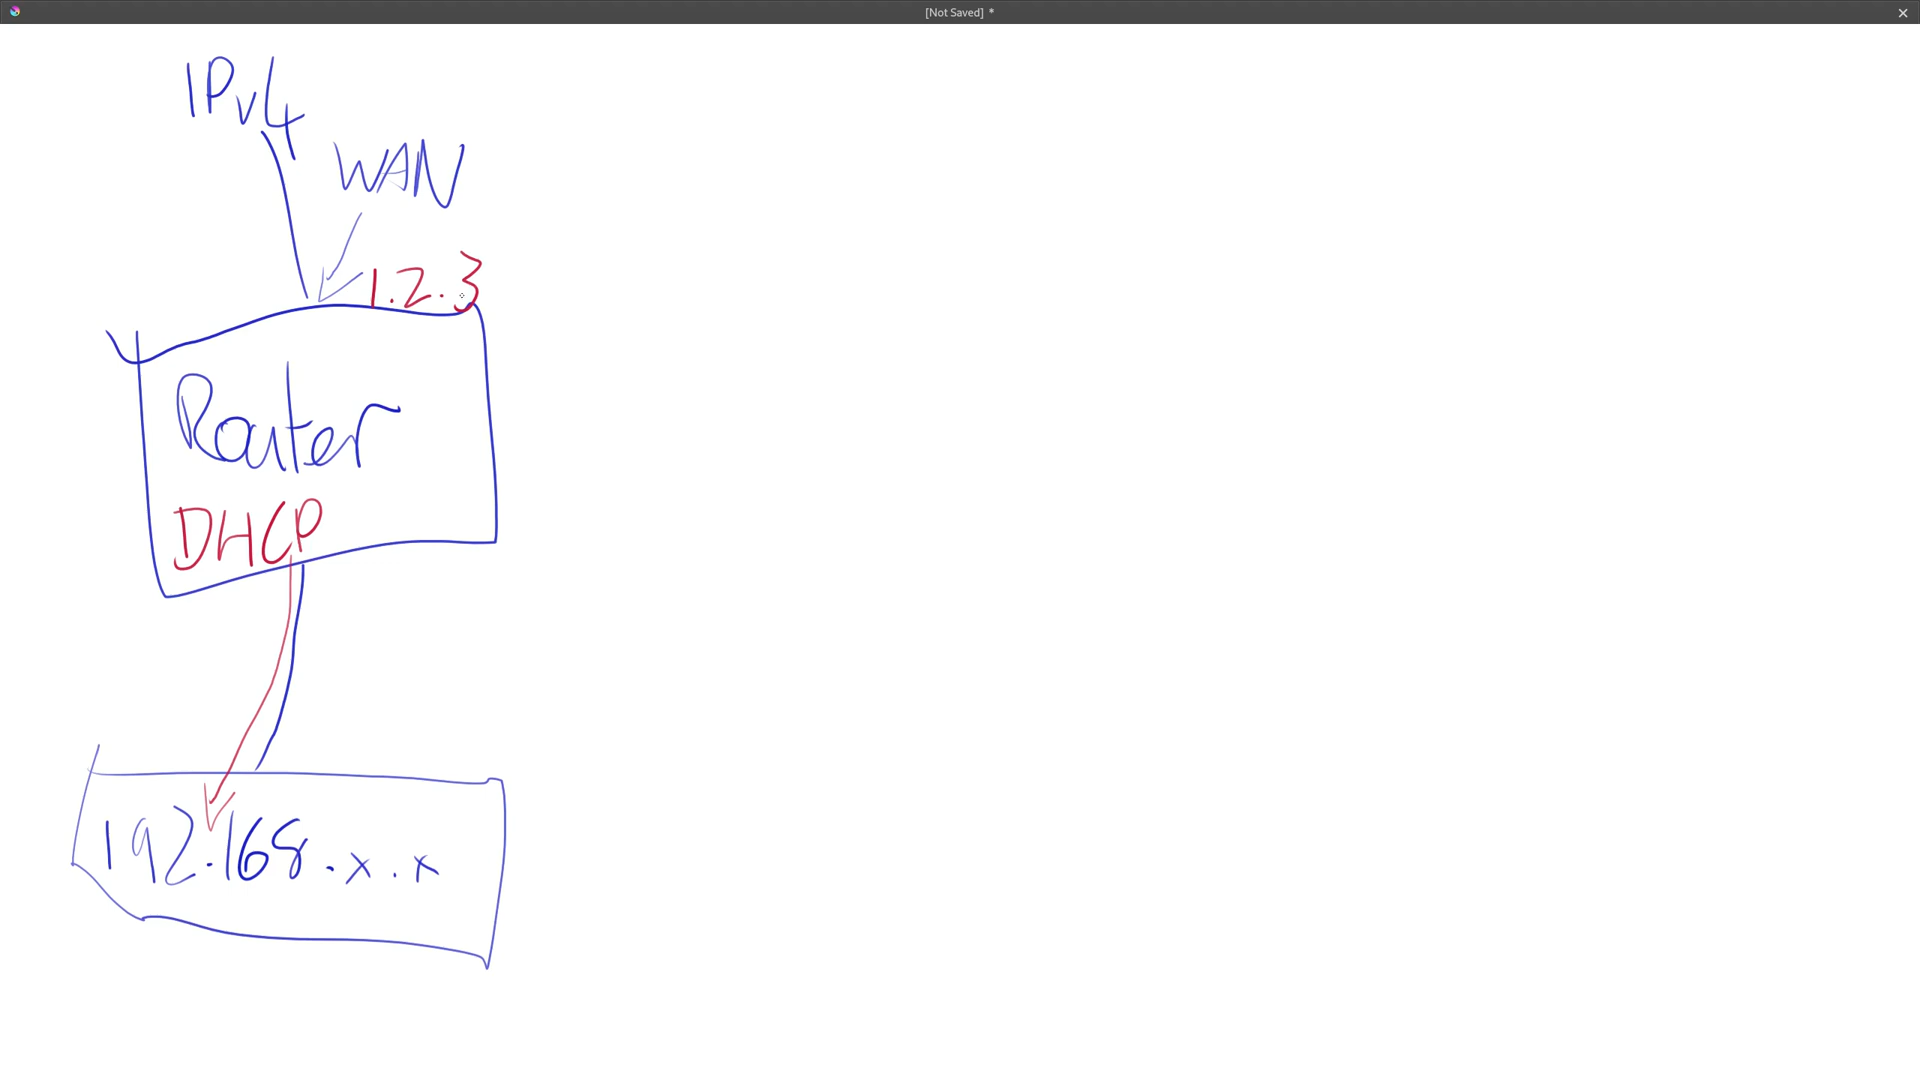 [Not Saved] *
IPv4
WAN
1.2.3
Router
DHCP
192.168.x.x